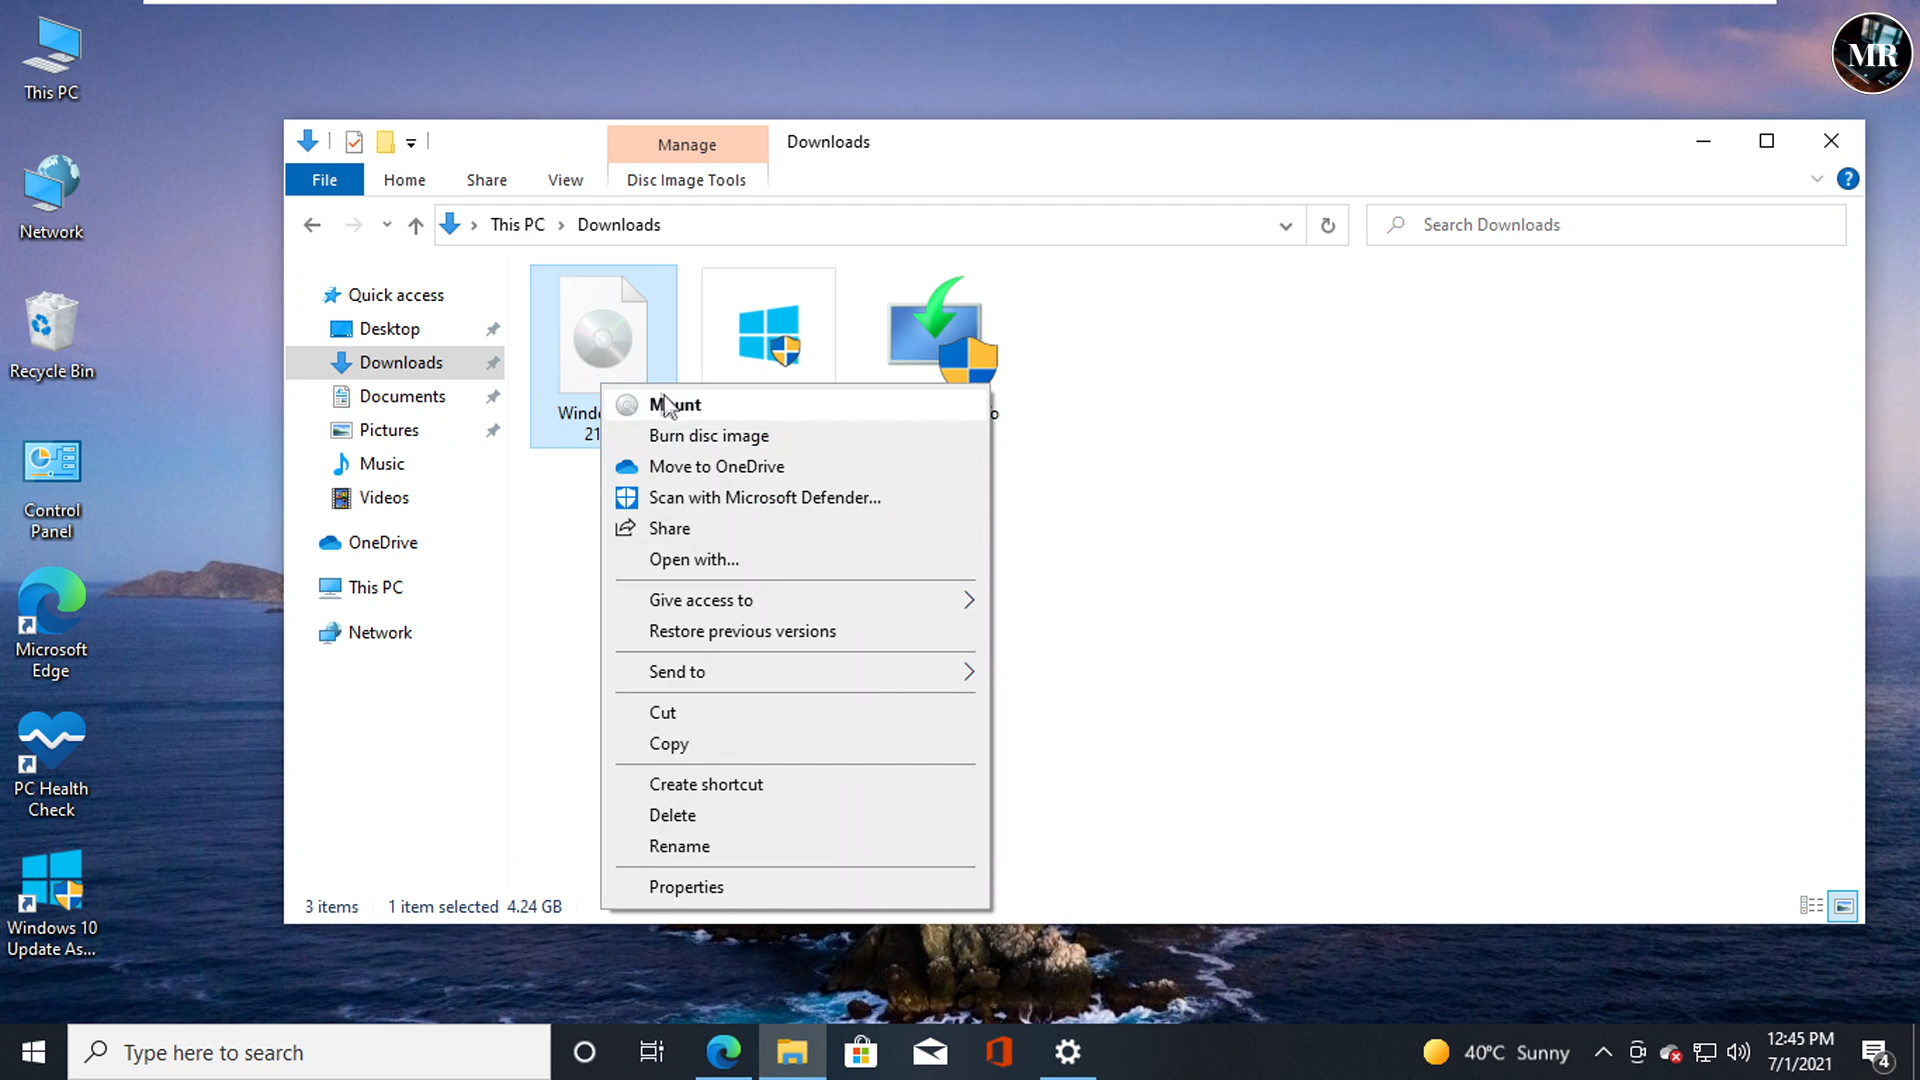 This PC
Network
Recycle Bin
Control
Panel
Microsoft
Edge
PC Health
Check
Windows 10
Update As...
MR
Manage
Downloads
File
Home
Share
View
Disc Image Tools
This PC
Downloads
Search Downloads
Quick access
Desktop
Downloads
Documents
Pictures
Music
Videos
OneDrive
This PC
Network
Mount
Burn disc image
Move to OneDrive
Scan with Microsoft Defender...
Share
Open with...
Give access to
Restore previous versions
Send to
Cut
Copy
Create shortcut
Delete
Rename
Properties
3 items
1 item selected 4.24 GB
Type here to search
40°C Sunny
12:45 PM
7/1/2021
4